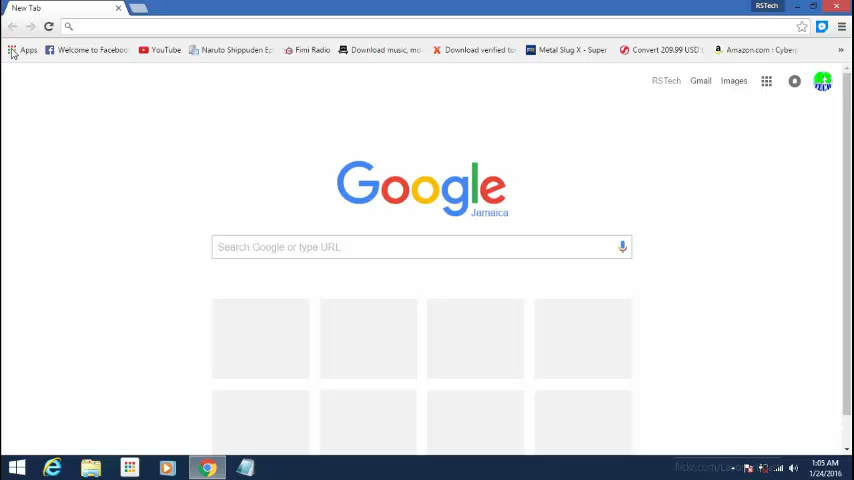 New Tab
RSTech
Apps
Welcome to Faceboo
YouTube
Naruto Shippuden Ep
Fimi Radio
Download music, mo
Download verified to
Metal Slug X - Super
Convert 209.99 USD t
Amazon.com : Cyberp
»
RSTech
Gmail
Images
Google
Jamaica
Search Google or type URL
1:05 AM
1/24/2016